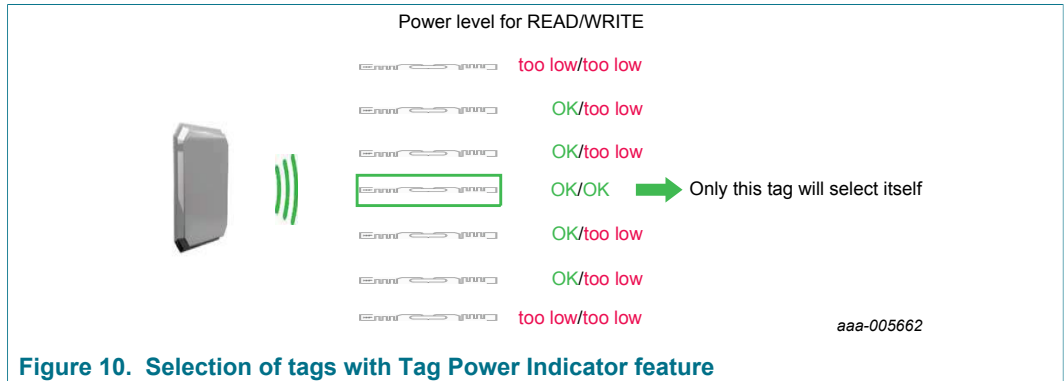 Power level for READ/WRITE
too low/too low
OK/too low
OK/too low
OK/OK Only this tag will select itself
OK/too low
OK/too low
too low/too low
aaa-005662
Figure 10. Selection of tags with Tag Power Indicator feature